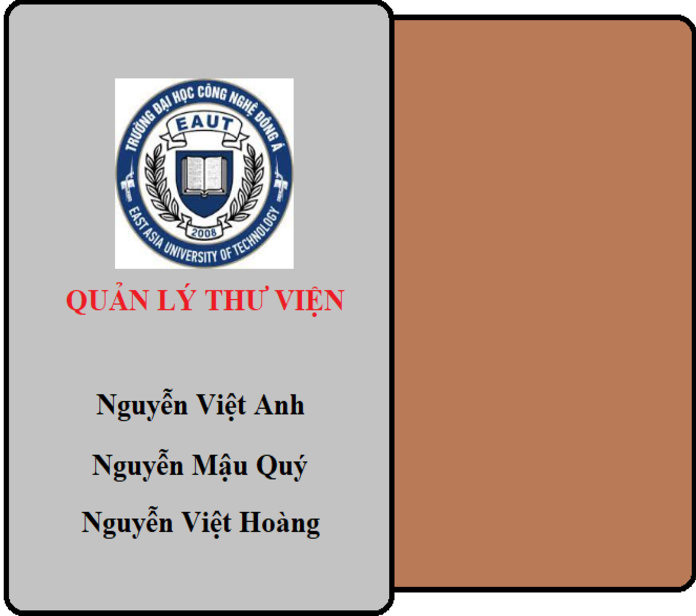 TRƯỜNG ĐẠI HỌC CÔNG NGHỆ ĐÔNG Á
EAUT
2008
EAST ASIA UNIVERSITY OF TECHNOLOGY
QUẢN LÝ THƯ VIỆN
Nguyễn Việt Anh
Nguyễn Mậu Quý
Nguyễn Việt Hoàng